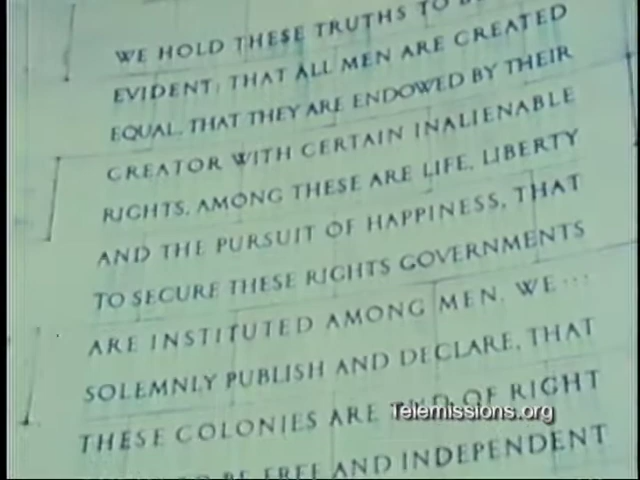 WE HOLD THESE TRUTHS TO
EVIDENT: THAT ALL MEN ARE CREATED
EQUAL, THAT THEY ARE ENDOWED BY THEIR
CREATOR WITH CERTAIN INALIENABLE
RIGHTS, AMONG THESE ARE LIFE, LIBERTY
AND THE PURSUIT OF HAPPINESS, THAT
TO SECURE THESE RIGHTS GOVERNMENTS
ARE INSTITUTED AMONG MEN. WE ...
SOLEMNLY PUBLISH AND DECLARE, THAT
THESE COLONIES ARE AND OF RIGHT
Telemissions.org
TO BE FREE AND INDEPENDENT